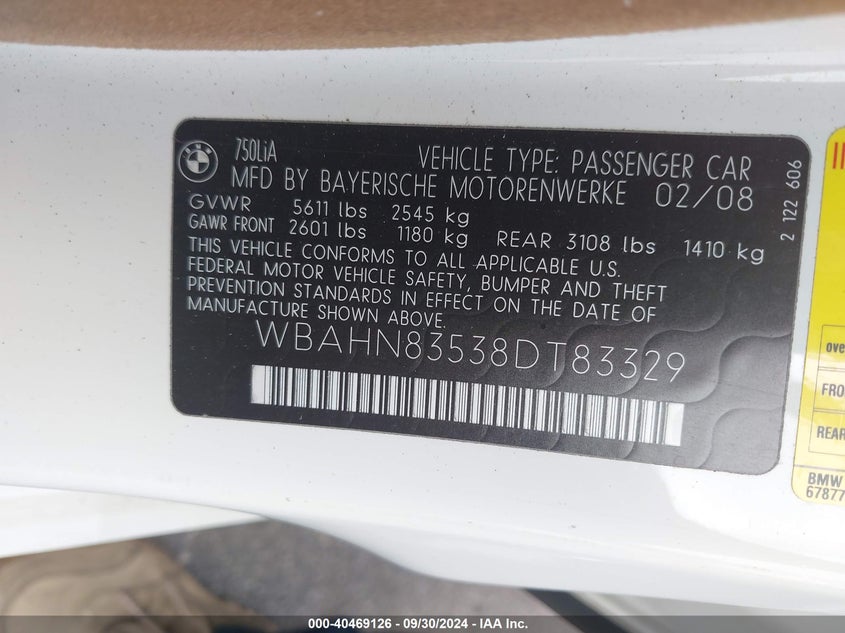 BMW
750LiA
VEHICLE TYPE: PASSENGER CAR
MFD BY BAYERISCHE MOTORENWERKE 02/08
GVWR 5611 lbs 2545 kg
GAWR FRONT 2601 lbs 1180 kg REAR 3108 lbs 1410 kg
THIS VEHICLE CONFORMS TO ALL APPLICABLE U.S.
FEDERAL MOTOR VEHICLE SAFETY, BUMPER AND THEFT
PREVENTION STANDARDS IN EFFECT ON THE DATE OF
MANUFACTURE SHOWN ABOVE.
WBAHN83538DT83329
2 122 606
REAR
BMW
000-40469126 - 09/30/2024 - IAA Inc.